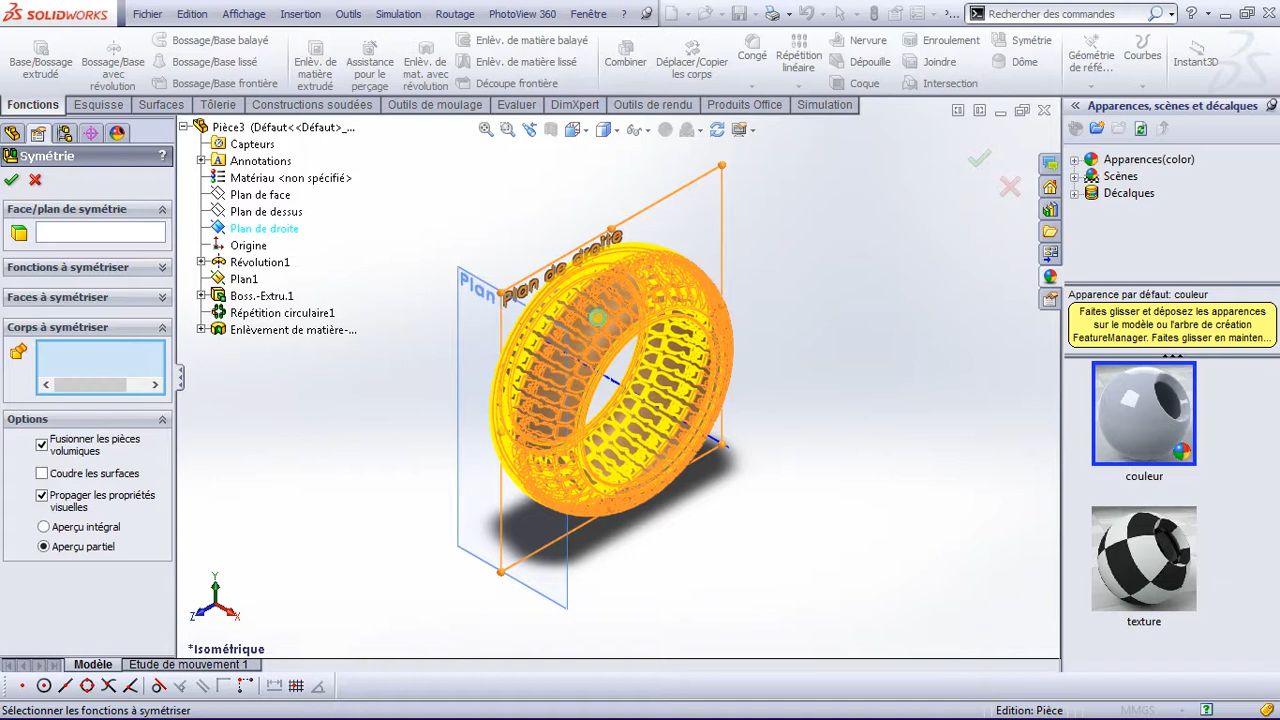 SOLIDWORKS Fichier Edition Affichage Insertion Outils Simulation Routage PhotoView 360 Fenêtre ? ... Rechercher des commandes ?
Base/Bossage extrudé
Bossage/Base avec révolution
Bossage/Base balayé
Bossage/Base lissé
Bossage/Base frontière
Enlèv. de matière extrudé
Assistance pour le perçage
Enlèv. de mat. avec révolution
Enlèv. de matière balayé
Enlèv. de matière lissé
Découpe frontière
Combiner
Déplacer/Copier les corps
Congé
Répétition linéaire
Nervure
Dépouille
Coque
Enroulement
Joindre
Intersection
Symétrie
Dôme
Géométrie de réfé...
Courbes
Instant3D
Fonctions Esquisse Surfaces Tôlerie Constructions soudées Outils de moulage Evaluer DimXpert Outils de rendu Produits Office Simulation
Symétrie ?
Face/plan de symétrie
Fonctions à symétriser
Faces à symétriser
Corps à symétriser
Options
Fusionner les pièces
volumiques
Coudre les surfaces
Propager les propriétés
visuelles
Aperçu intégral
Aperçu partiel
Pièce3 (Défaut<<Défaut>_...
Capteurs
Annotations
Matériau <non spécifié>
Plan de face
Plan de dessus
Plan de droite
Origine
Révolution1
Plan1
Boss.-Extru.1
Répétition circulaire1
Enlèvement de matière-...
Plan de droite
Plan
Y
Z
X
*Isométrique
Apparences, scènes et décalques
Apparences(color)
Scènes
Décalques
Apparence par défaut: couleur
Faites glisser et déposez les apparences
sur le modèle ou l'arbre de création
FeatureManager. Faites glisser en mainten...
couleur
texture
Modèle Etude de mouvement 1
Sélectionner les fonctions à symétriser Edition: Pièce MMGS